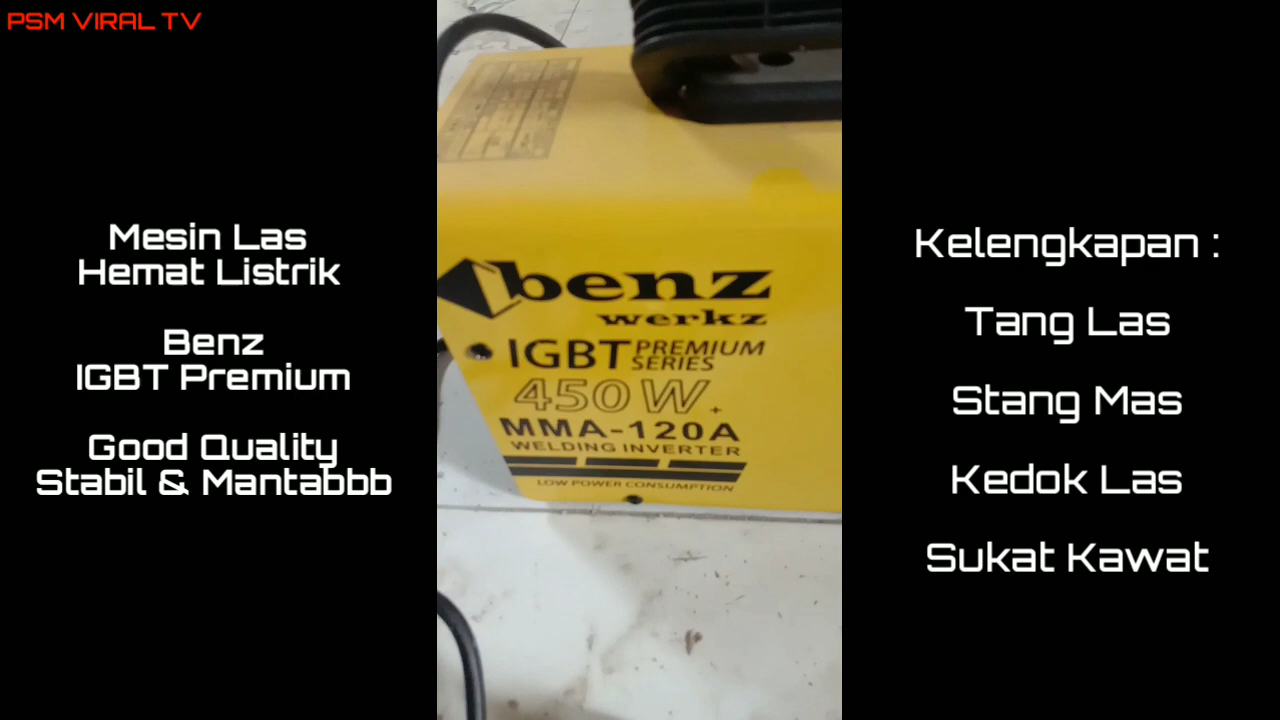 PSM VIRAL TV
Mesin Las
Hemat Listrik
Benz
IGBT Premium
Good Quality
Stabil & Mantabbb
benz
werkz
IGBT PREMIUM
SERIES
450W+
MMA-120A
WELDING INVERTER
LOW POWER CONSUMPTION
Kelengkapan :
Tang Las
Stang Mas
Kedok Las
Sukat Kawat